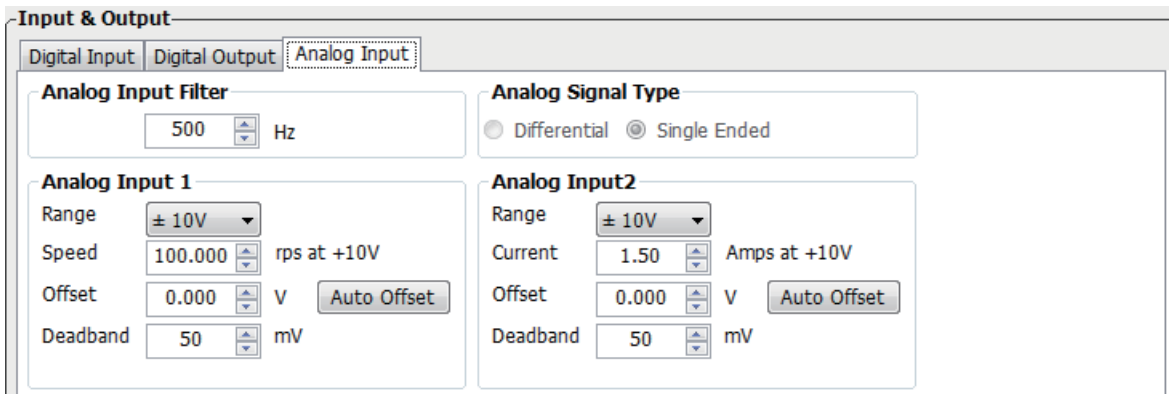 Input & Output
Digital Input Digital Output Analog Input
Analog Input Filter
500 Hz
Analog Signal Type
Differential Single Ended
Analog Input 1
Range ± 10V
Speed 100.000 rps at +10V
Offset 0.000 V Auto Offset
Deadband 50 mV
Analog Input2
Range ± 10V
Current 1.50 Amps at +10V
Offset 0.000 V Auto Offset
Deadband 50 mV